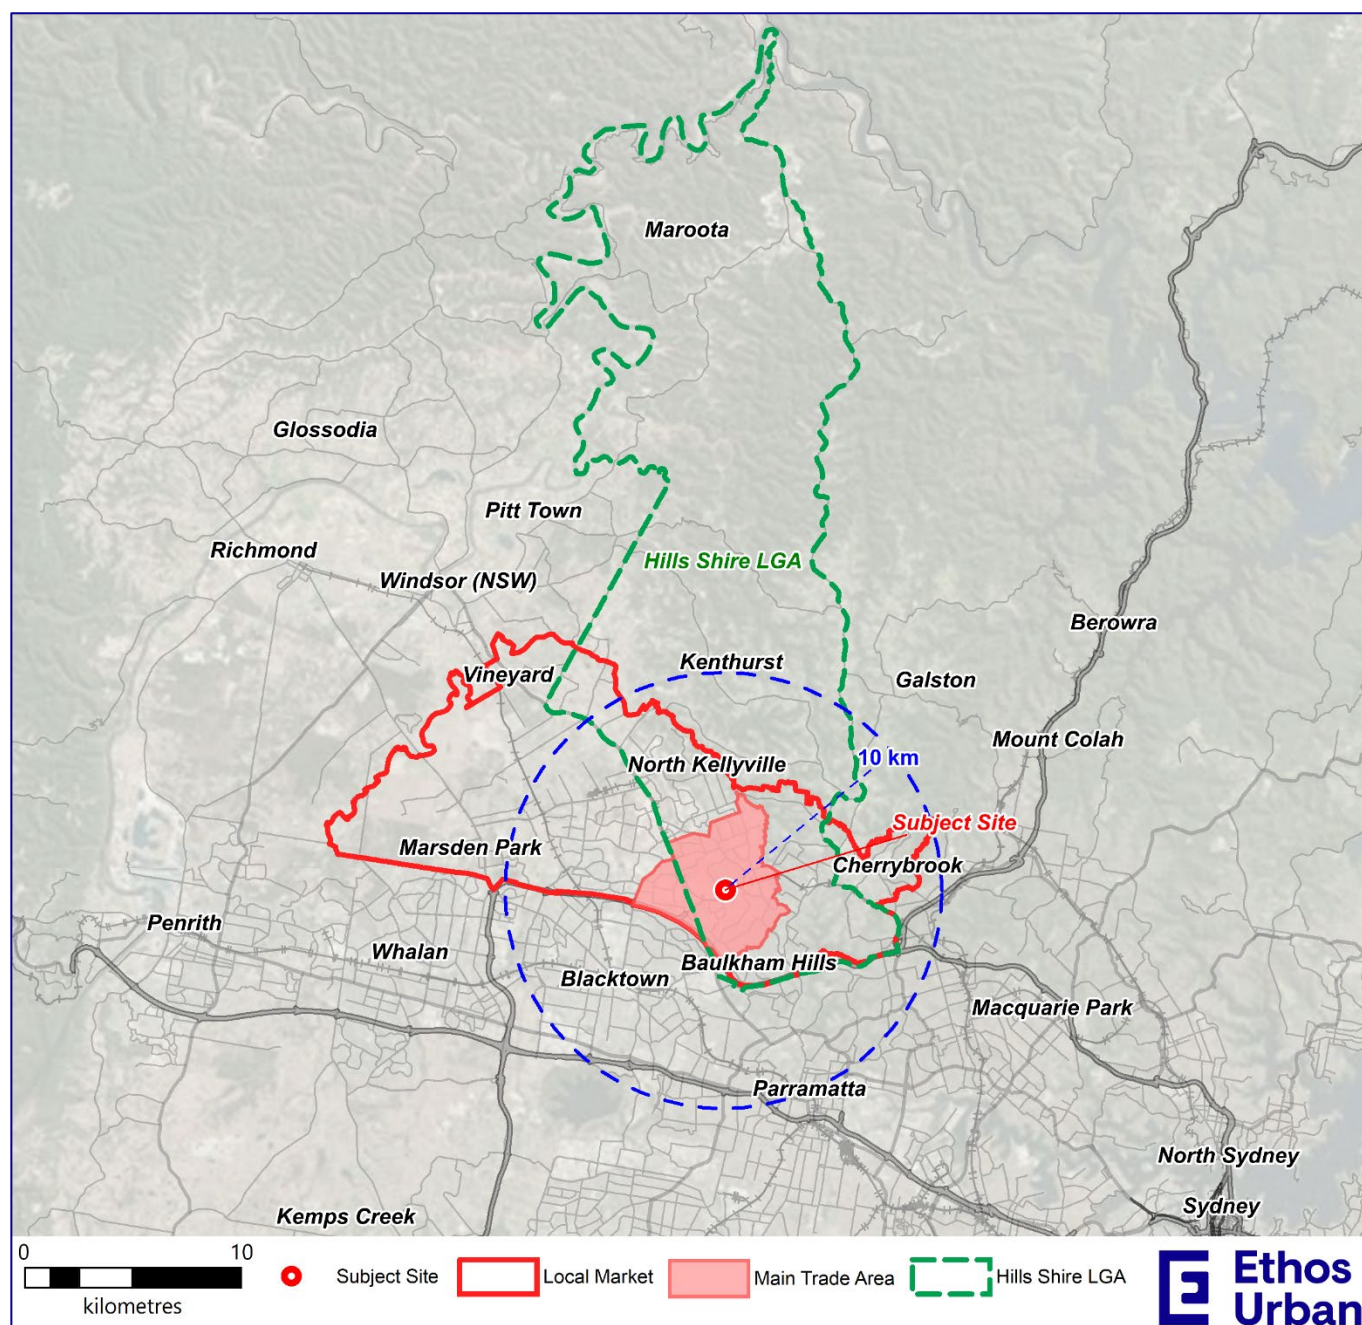 Maroota
Glossodia
Pitt Town
Richmond
Windsor (NSW)
Hills Shire LGA
Berowra
Vineyard
Kenthurst
Galston
Mount Colah
10 km
North Kellyville
Subject Site
Marsden Park
Cherrybrook
Penrith
Whalan
Blacktown
Baulkham Hills
Macquarie Park
Parramatta
North Sydney
Sydney
Kemps Creek
0 10
kilometres
Subject Site
Local Market
Main Trade Area
Hills Shire LGA
Ethos
Urban